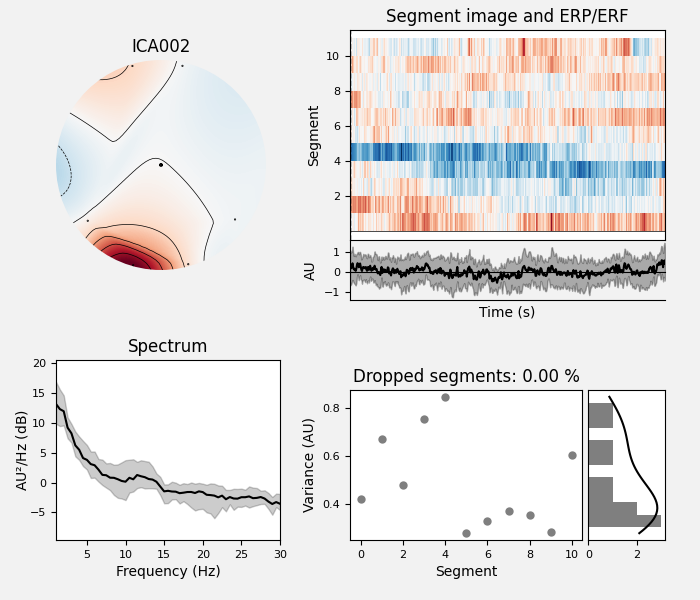 ICA002
Segment image and ERP/ERF
Segment
10
8
6
4
2
AU
1
0
−1
Time (s)
Spectrum
AU²/Hz (dB)
20
15
10
5
0
−5
5
10
15
20
25
30
Frequency (Hz)
Dropped segments: 0.00 %
Variance (AU)
0.8
0.6
0.4
0
2
4
6
8
10
Segment
0
2